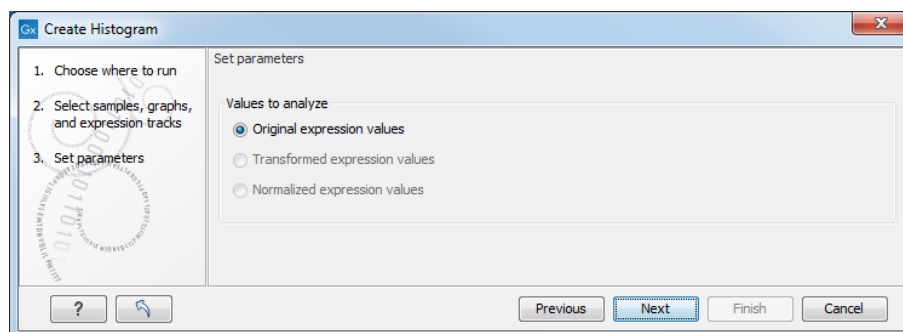 Gx Create Histogram
X
1. Choose where to run
2. Select samples, graphs,
and expression tracks
3. Set parameters
Set parameters
Values to analyze
Original expression values
Transformed expression values
Normalized expression values
?
Previous
Next
Finish
Cancel